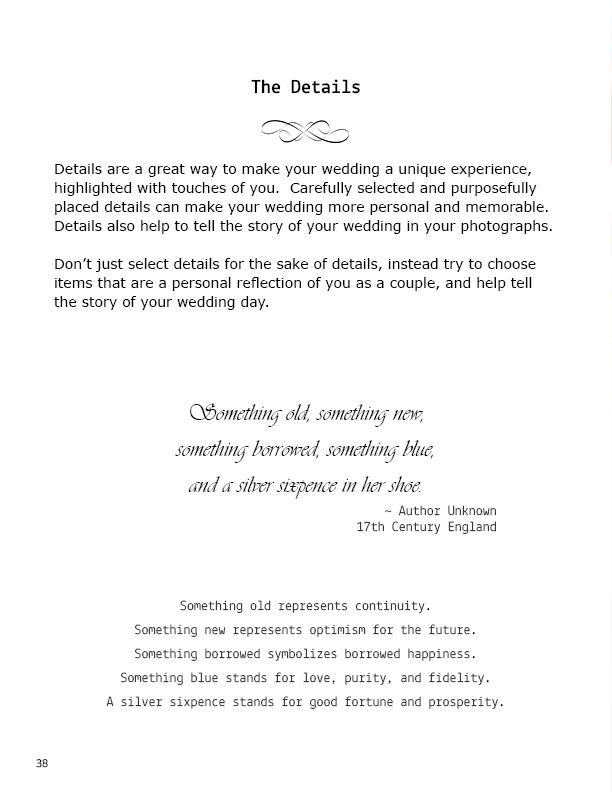 The Details
Details are a great way to make your wedding a unique experience,
highlighted with touches of you.  Carefully selected and purposefully
placed details can make your wedding more personal and memorable.
Details also help to tell the story of your wedding in your photographs.
Don’t just select details for the sake of details, instead try to choose
items that are a personal reflection of you as a couple, and help tell
the story of your wedding day.
Something old, something new,
something borrowed, something blue,
and a silver sixpence in her shoe.
~ Author Unknown
17th Century England
Something old represents continuity.
Something new represents optimism for the future.
Something borrowed symbolizes borrowed happiness.
Something blue stands for love, purity, and fidelity.
A silver sixpence stands for good fortune and prosperity.
38